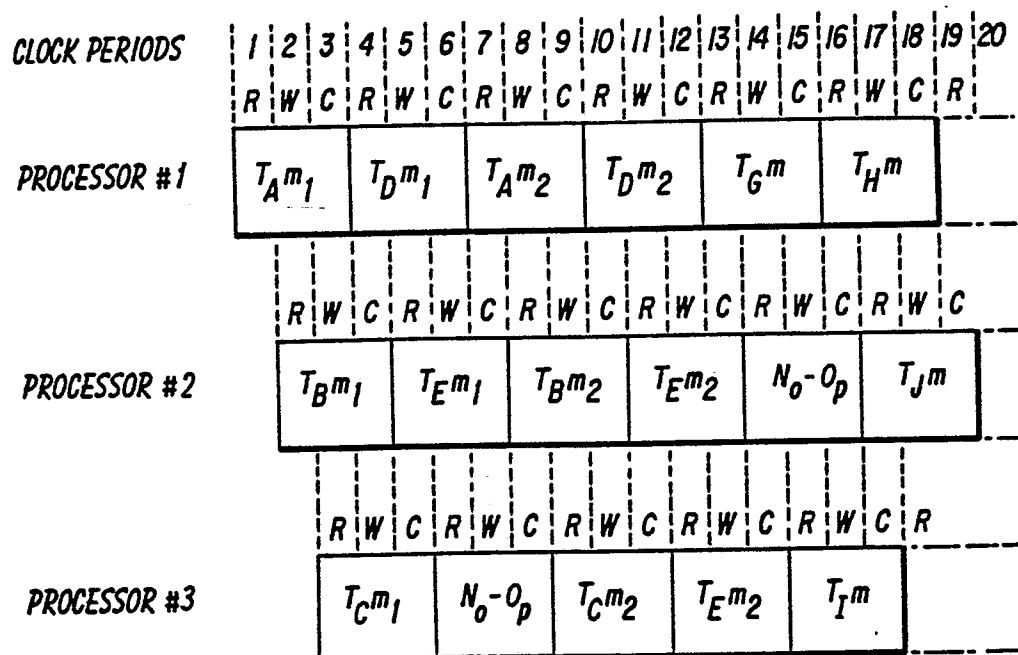 CLOCK PERIODS 1 2 3 4 5 6 7 8 9 10 11 12 13 14 15 16 17 18 19 20
R W C R W C R W C R W C R W C R W C R
PROCESSOR #1 TAm1 TDm1 TAm2 TDm2 TGm THm
R W C R W C R W C R W C R W C R W C
PROCESSOR #2 TBm1 TEm1 TBm2 TEm2 No-Op TJm
R W C R W C R W C R W C R W C R
PROCESSOR #3 TCm1 No-Op TCm2 TEm2 TIm